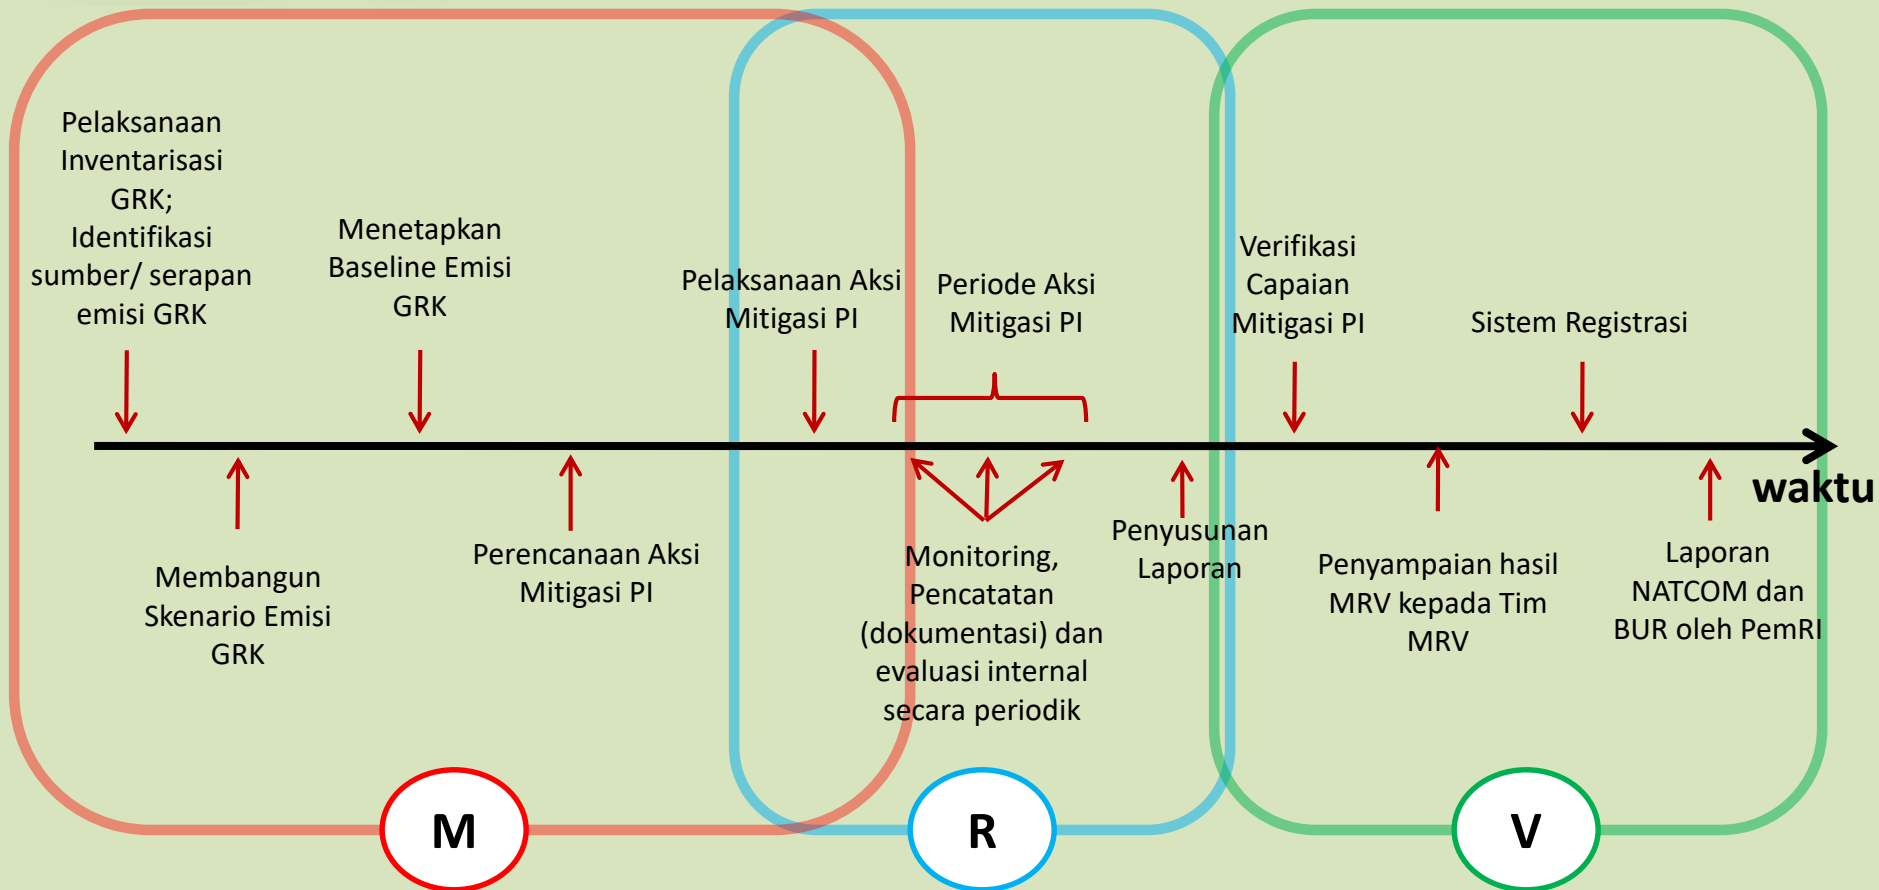 Pelaksanaan
Inventarisasi
GRK;
Identifikasi
sumber/ serapan
emisi GRK
Membangun
Skenario Emisi
GRK
Menetapkan
Baseline Emisi
GRK
Perencanaan Aksi
Mitigasi PI
Pelaksanaan Aksi
Mitigasi PI
Periode Aksi
Mitigasi PI
Monitoring,
Pencatatan
(dokumentasi) dan
evaluasi internal
secara periodik
Penyusunan
Laporan
Verifikasi
Capaian
Mitigasi PI
Penyampaian hasil
MRV kepada Tim
MRV
Sistem Registrasi
Laporan
NATCOM dan
BUR oleh PemRI
waktu
M
R
V